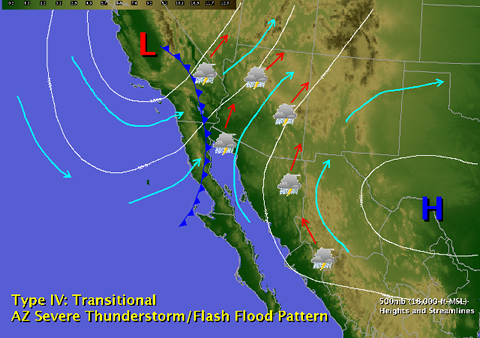 L
H
500mb (18,000-ft-MSL)
Heights and Streamlines
Type IV: Transitional
AZ Severe Thunderstorm/Flash Flood Pattern